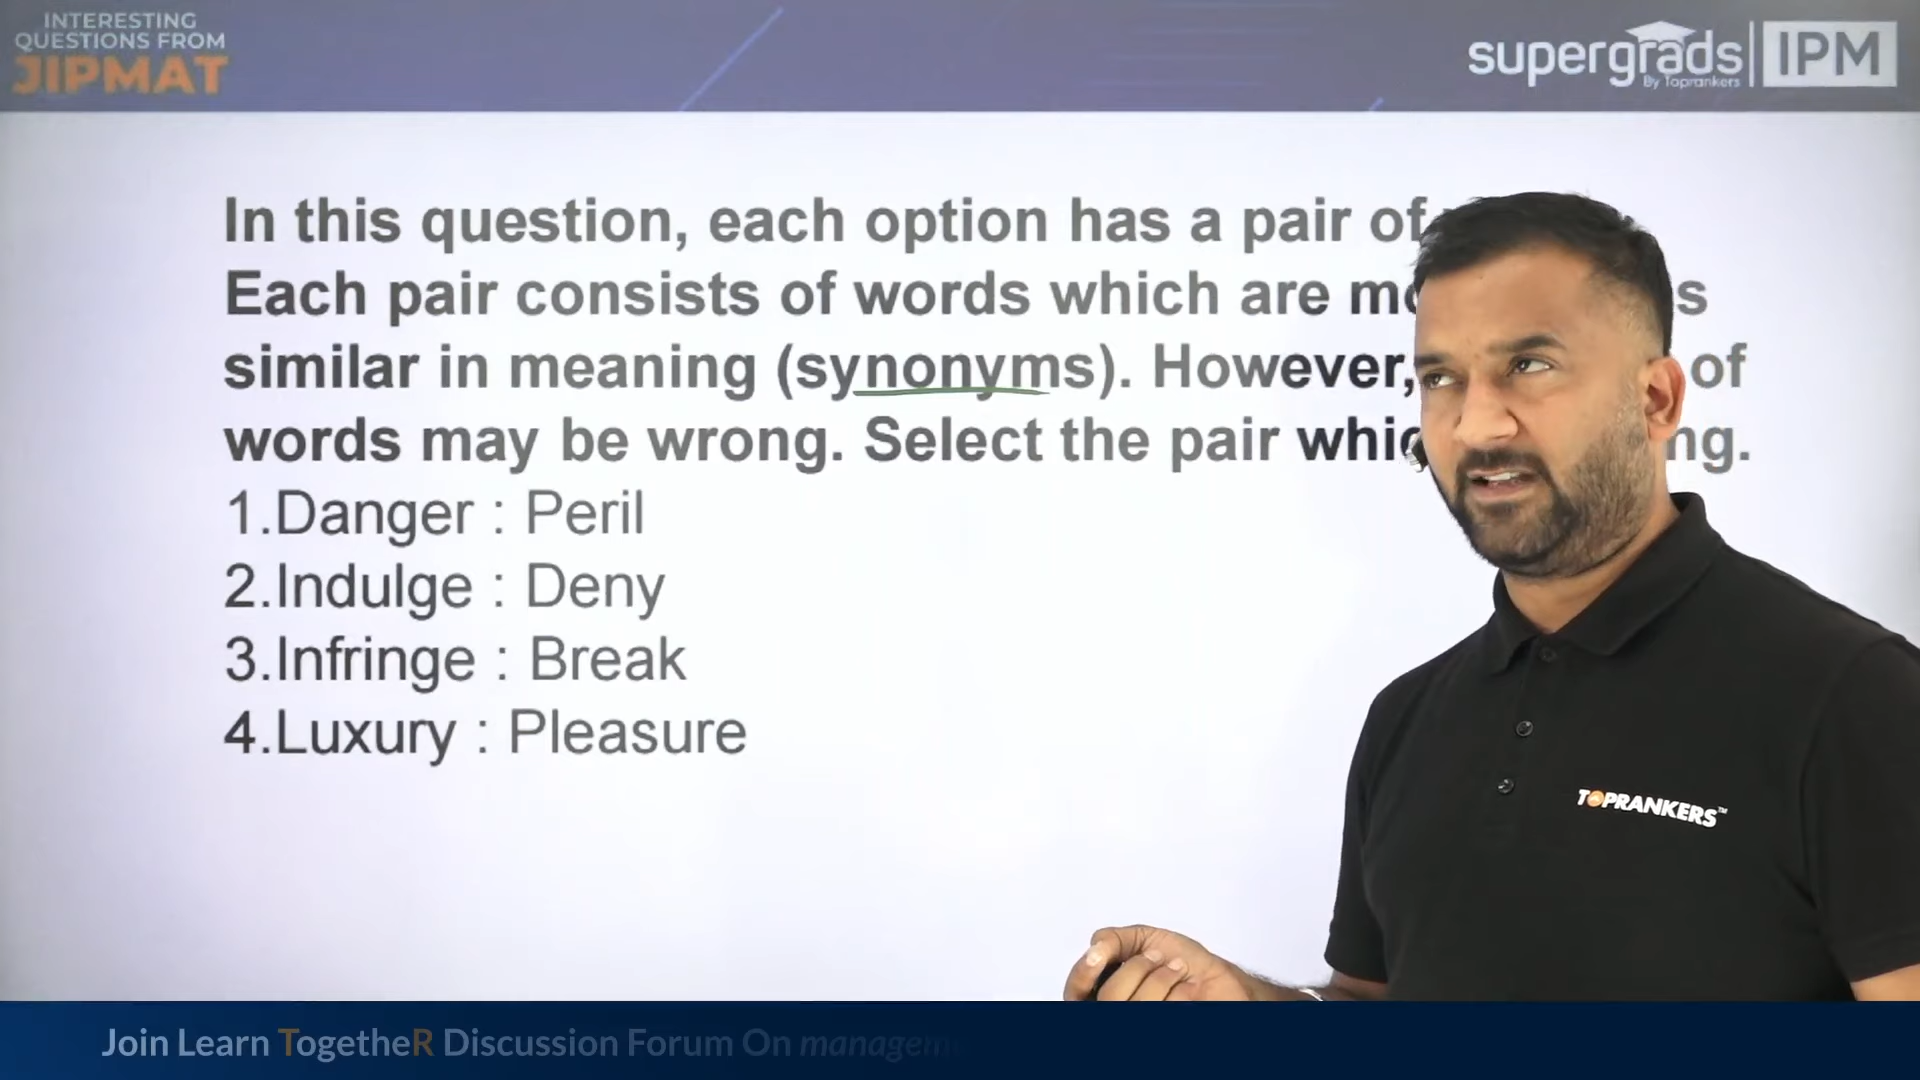 INTERESTING
QUESTIONS FROM
JIPMAT
supergrads
By Toprankers
IPM
In this question, each option has a pair of
Each pair consists of words which are
similar in meaning (synonyms). However, of
words may be wrong. Select the pair
1.Danger : Peril
2.Indulge : Deny
3.Infringe : Break
4.Luxury : Pleasure
TOPRANKERS™
Join Learn TogetheR Discussion Forum On